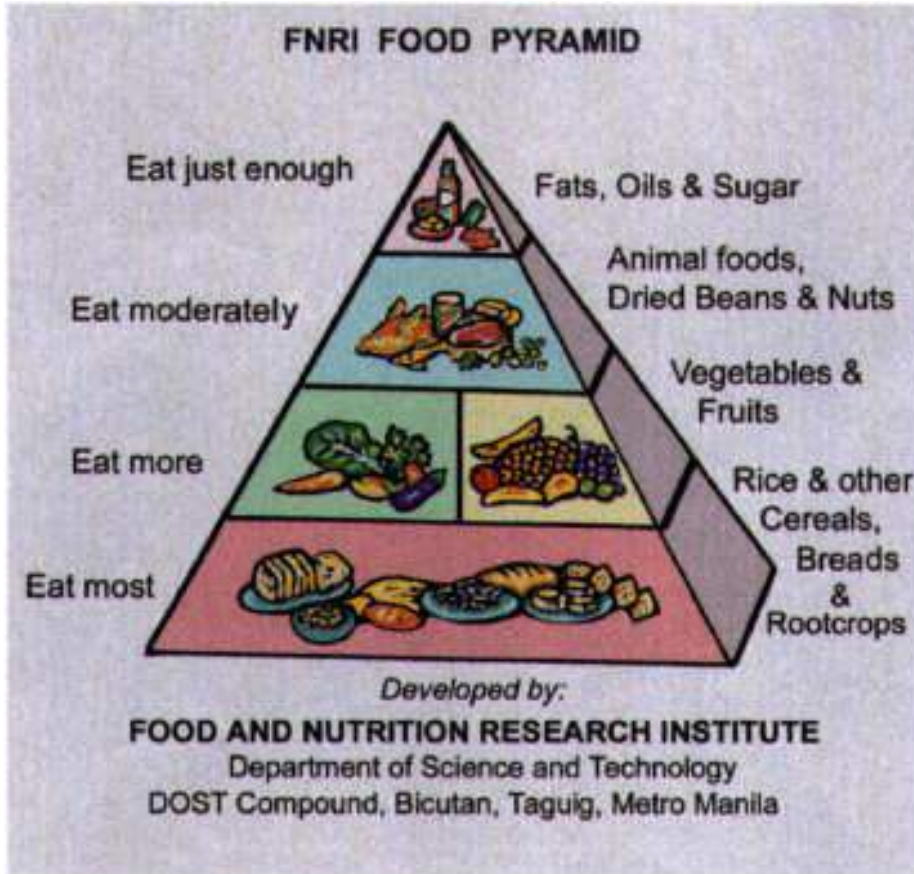 FNRI FOOD PYRAMID
Eat just enough
Fats, Oils & Sugar
Animal foods,
Dried Beans & Nuts
Eat moderately
Vegetables &
Fruits
Eat more
Rice & other
Cereals,
Breads
&
Rootcrops
Eat most
Developed by:
FOOD AND NUTRITION RESEARCH INSTITUTE
Department of Science and Technology
DOST Compound, Bicutan, Taguig, Metro Manila